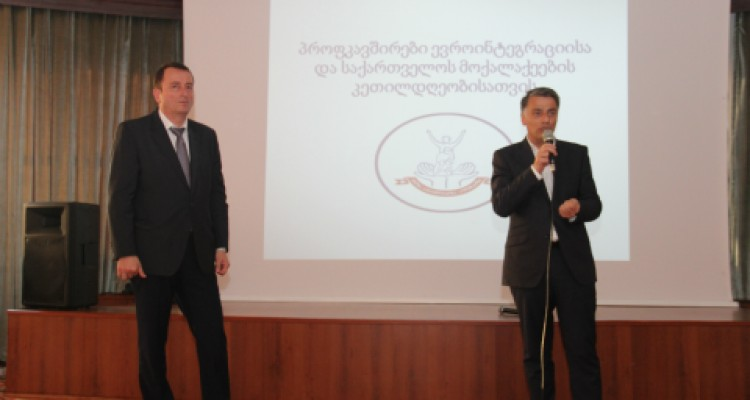 პროფკავშირები ევროინტეგრაციისა
და საქართველოს მოქალაქეების
კეთილდღეობისათვის